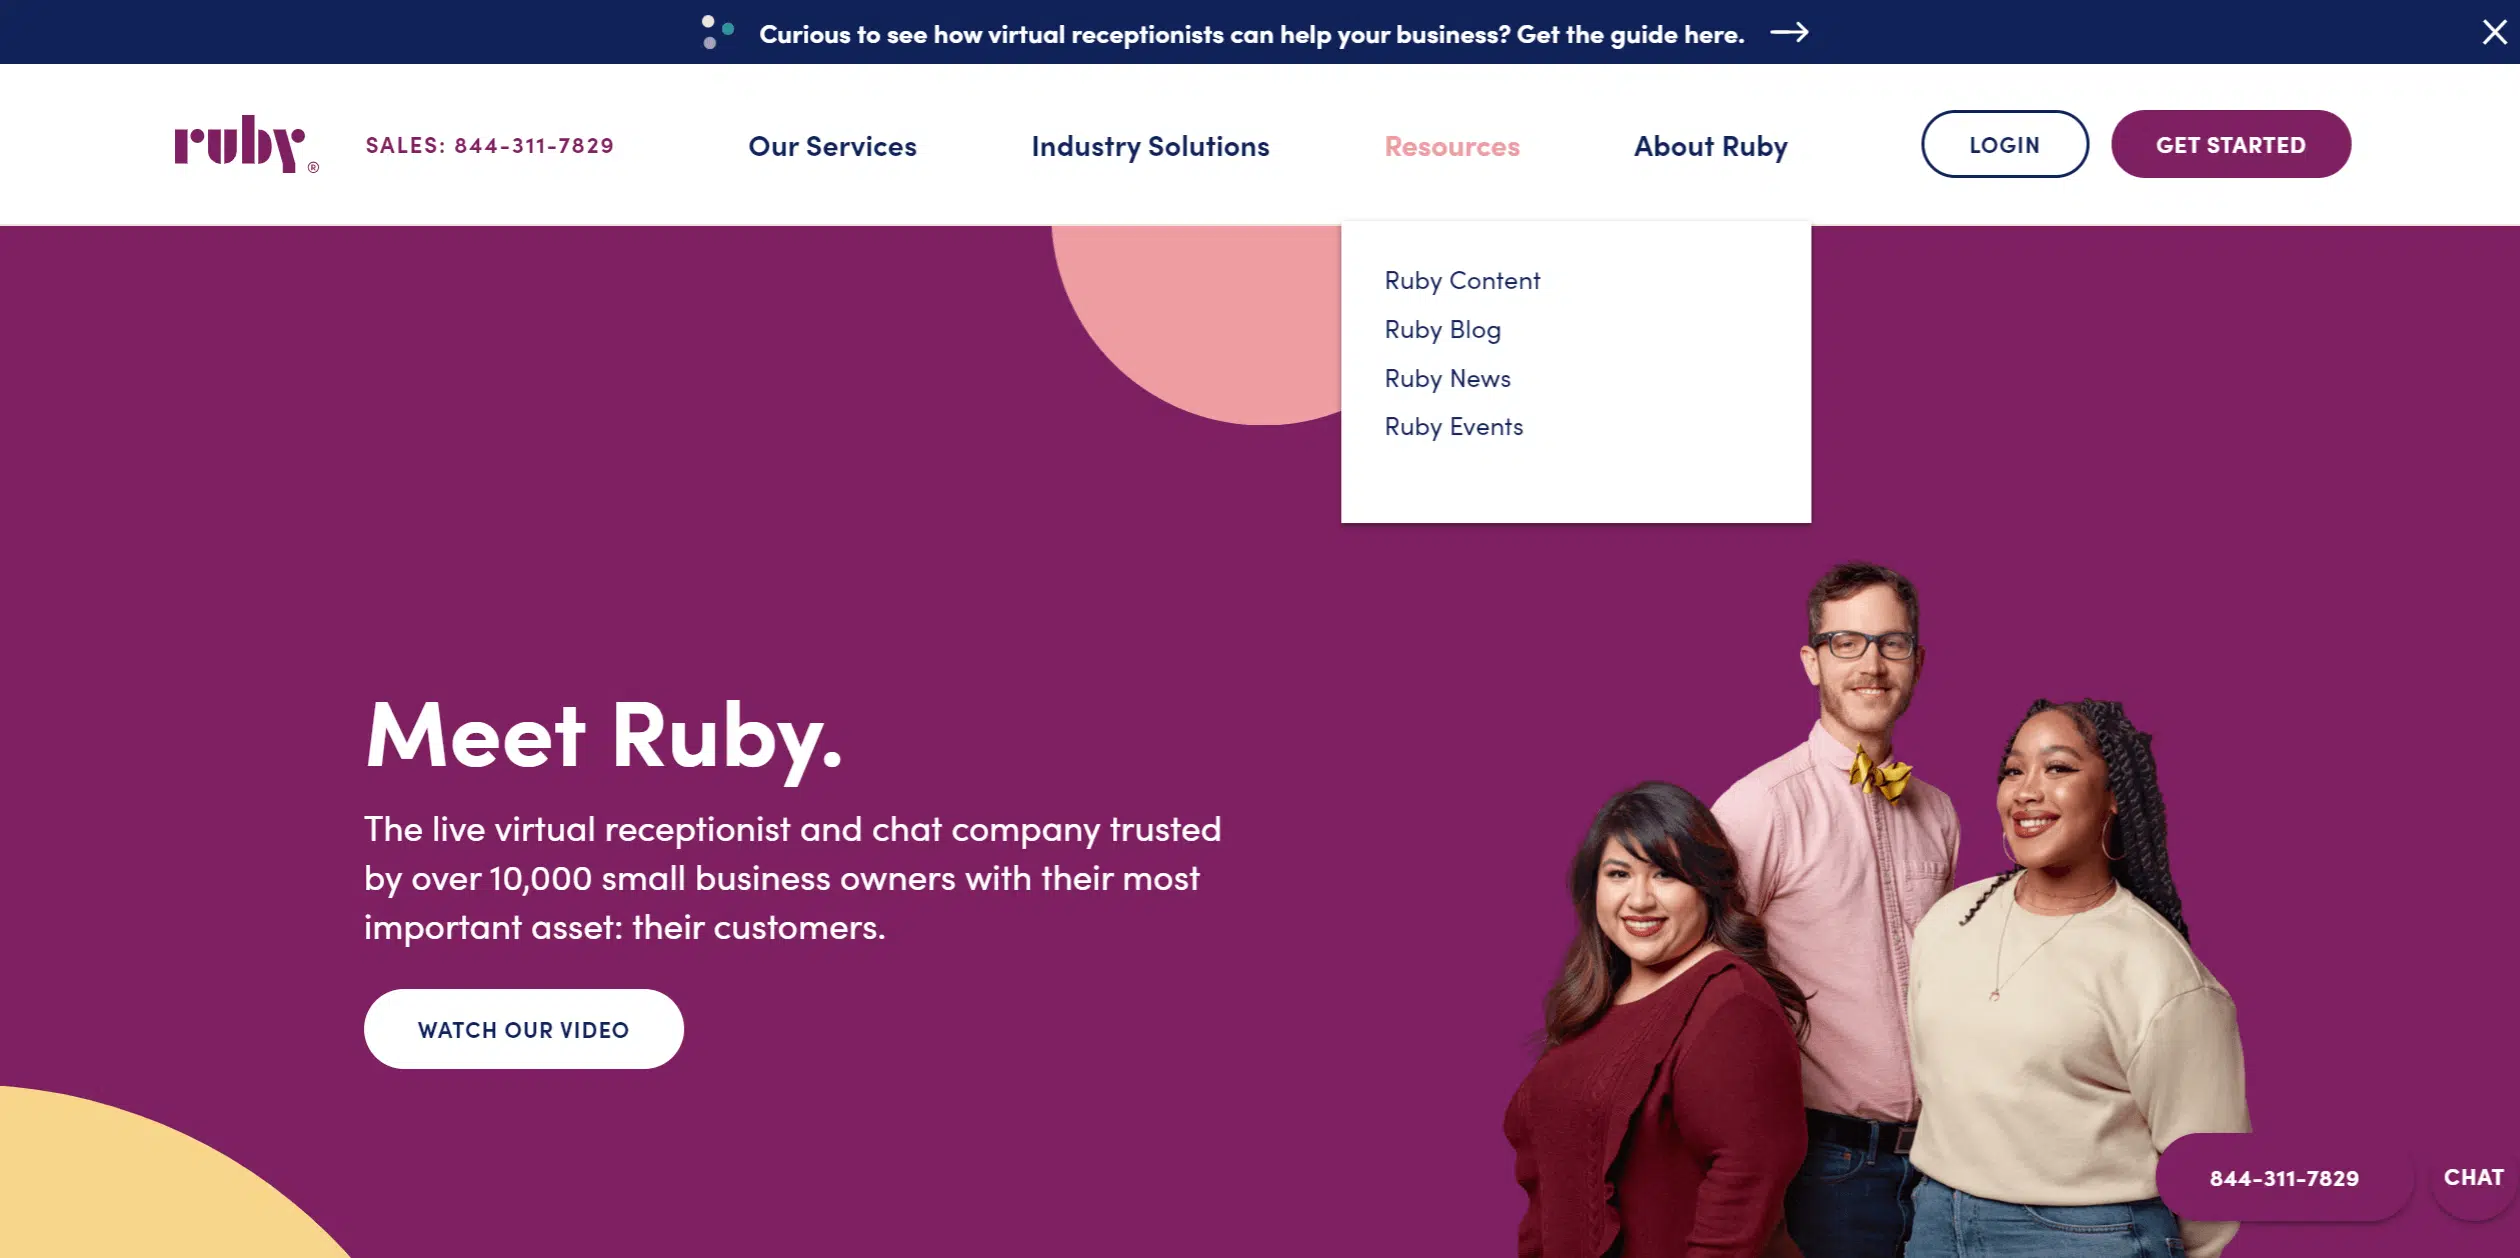 Curious to see how virtual receptionists can help your business? Get the guide here.
ruby®
SALES: 844-311-7829
Our Services
Industry Solutions
Resources
About Ruby
LOGIN
GET STARTED
Ruby Content
Ruby Blog
Ruby News
Ruby Events
Meet Ruby.
The live virtual receptionist and chat company trusted
by over 10,000 small business owners with their most
important asset: their customers.
WATCH OUR VIDEO
844-311-7829
CHAT